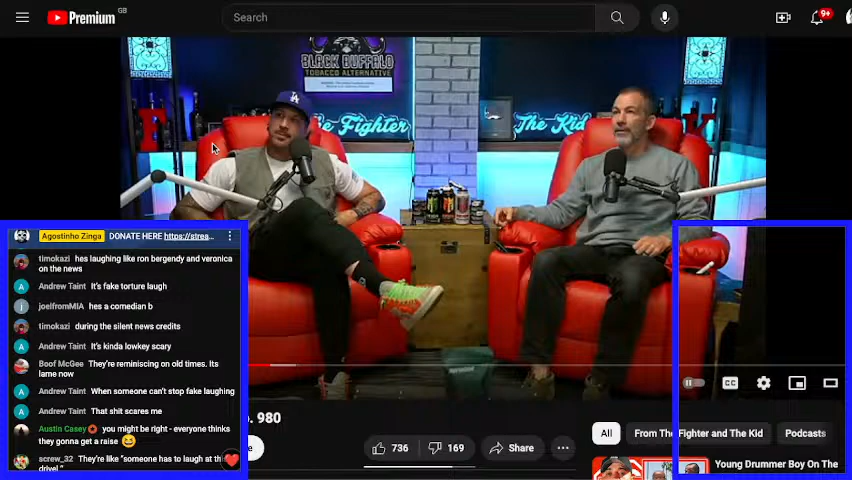 Premium GB
Search
9+
BLACK BUFFALO
TOBACCO ALTERNATIVE
The Fighter
The Kid
Agostinho Zinga DONATE HERE https://strea...
timokazi hes laughing like ron bergendy and veronica
on the news
Andrew Taint It's fake torture laugh
joelfromMIA hes a comedian b
timokazi during the silent news credits
Andrew Taint It's kinda lowkey scary
Boof McGee They're reminiscing on old times. Its
lame now
Andrew Taint When someone can't stop fake laughing
Andrew Taint That shit scares me
Austin Casey you might be right - everyone thinks
they gonna get a raise 😆
screw_32 They're like "someone has to laugh at th
drivel "
CC
. 980
736
169
Share
All
From The Fighter and The Kid
Podcasts
Young Drummer Boy On The